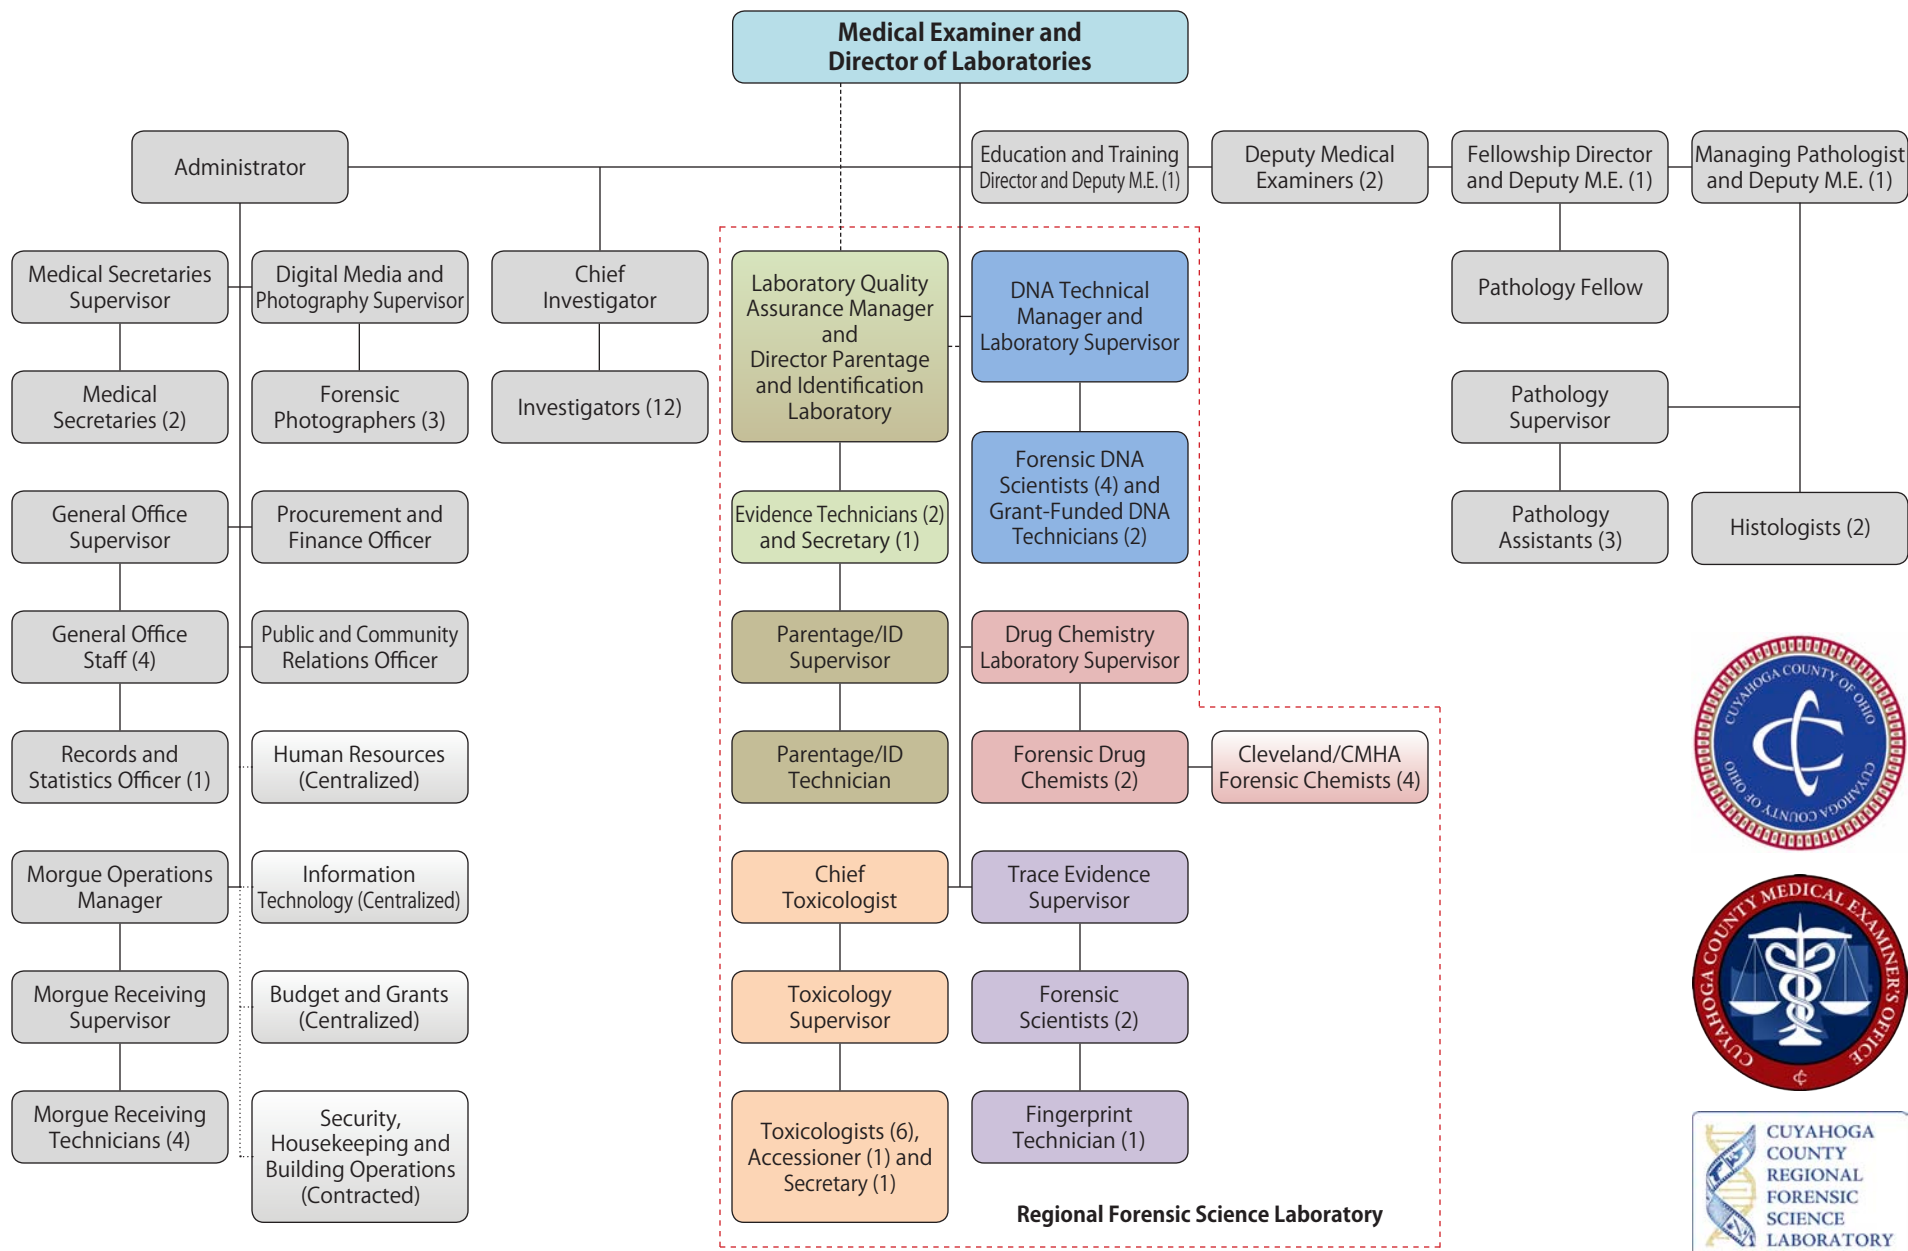 Medical Examiner and
Director of Laboratories
Administrator
Education and Training
Director and Deputy M.E. (1)
Deputy Medical
Examiners (2)
Fellowship Director
and Deputy M.E. (1)
Managing Pathologist
and Deputy M.E. (1)
Medical Secretaries
Supervisor
Digital Media and
Photography Supervisor
Chief
Investigator
Laboratory Quality
Assurance Manager
and
Director Parentage
and Identification
Laboratory
DNA Technical
Manager and
Laboratory Supervisor
Pathology Fellow
Medical
Secretaries (2)
Forensic
Photographers (3)
Investigators (12)
Pathology
Supervisor
Forensic DNA
Scientists (4) and
Grant-Funded DNA
Technicians (2)
General Office
Supervisor
Procurement and
Finance Officer
Evidence Technicians (2)
and Secretary (1)
Pathology
Assistants (3)
Histologists (2)
General Office
Staff (4)
Public and Community
Relations Officer
Parentage/ID
Supervisor
Drug Chemistry
Laboratory Supervisor
Records and
Statistics Officer (1)
Human Resources
(Centralized)
Parentage/ID
Technician
Forensic Drug
Chemists (2)
Cleveland/CMHA
Forensic Chemists (4)
CUYAHOGA COUNTY OF OHIO
CUYAHOGA COUNTY OF OHIO
Morgue Operations
Manager
Information
Technology (Centralized)
Chief
Toxicologist
Trace Evidence
Supervisor
CUYAHOGA COUNTY MEDICAL EXAMINER'S OFFICE
Morgue Receiving
Supervisor
Budget and Grants
(Centralized)
Toxicology
Supervisor
Forensic
Scientists (2)
Morgue Receiving
Technicians (4)
Security,
Housekeeping and
Building Operations
(Contracted)
Toxicologists (6),
Accessioner (1) and
Secretary (1)
Fingerprint
Technician (1)
Regional Forensic Science Laboratory
CUYAHOGA
COUNTY
REGIONAL
FORENSIC
SCIENCE
LABORATORY